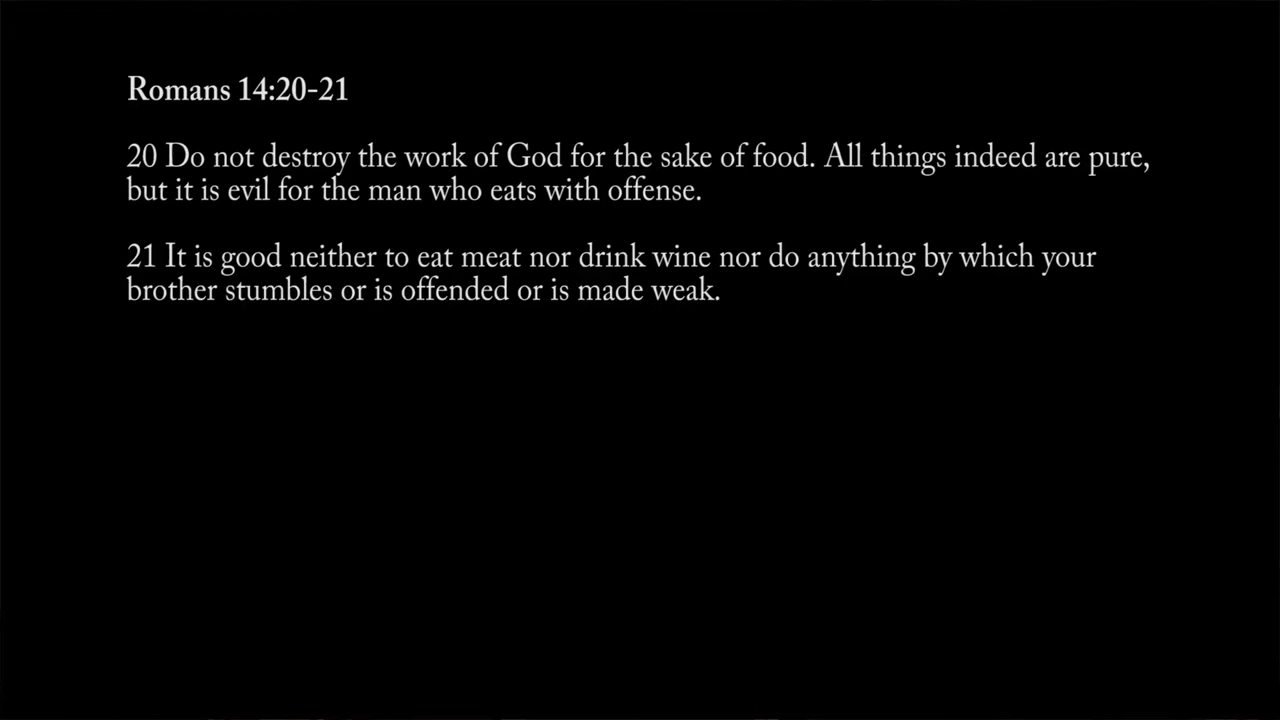 Romans 14:20-21
20 Do not destroy the work of God for the sake of food. All things indeed are pure,
but it is evil for the man who eats with offense.
21 It is good neither to eat meat nor drink wine nor do anything by which your
brother stumbles or is offended or is made weak.